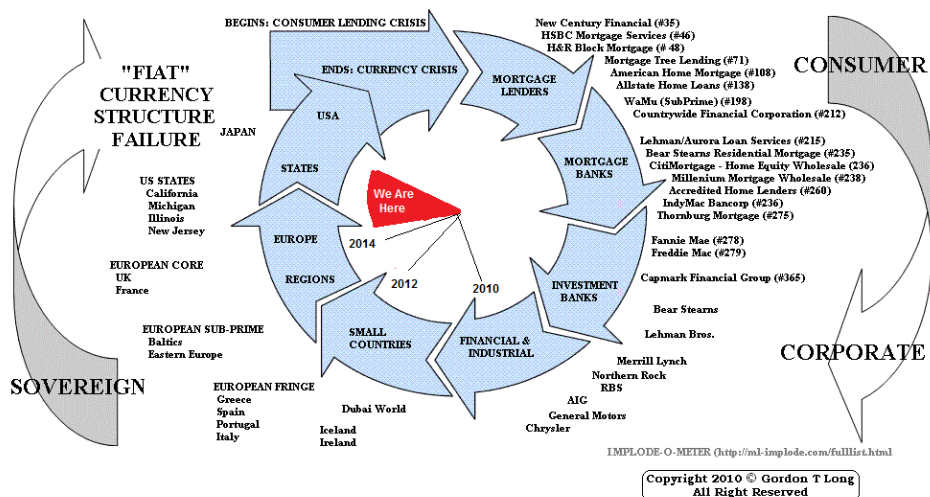 BEGINS: CONSUMER LENDING CRISIS
ENDS: CURRENCY CRISIS
"FIAT"
CURRENCY
STRUCTURE
FAILURE
CONSUMER
CORPORATE
SOVEREIGN
MORTGAGE
LENDERS
MORTGAGE
BANKS
INVESTMENT
BANKS
FINANCIAL &
INDUSTRIAL
SMALL
COUNTRIES
REGIONS
EUROPE
STATES
USA
We Are
Here
2014
2012
2010
New Century Financial (#35)
HSBC Mortgage Services (#46)
H&R Block Mortgage (# 48)
Mortgage Tree Lending (#71)
American Home Mortgage (#108)
Allstate Home Loans (#138)
WaMu (SubPrime) (#198)
Countrywide Financial Corporation (#212)
Lehman/Aurora Loan Services (#215)
Bear Stearns Residential Mortgage (#235)
CitiMortgage - Home Equity Wholesale (236)
Millenium Mortgage Wholesale (#238)
Accredited Home Lenders (#260)
IndyMac Bancorp (#236)
Thornburg Mortgage (#275)
Fannie Mae (#278)
Freddie Mac (#279)
Capmark Financial Group (#365)
Bear Stearns
Lehman Bros.
Merrill Lynch
Northern Rock
RBS
AIG
General Motors
Chrysler
Dubai World
Iceland
Ireland
EUROPEAN FRINGE
Greece
Spain
Portugal
Italy
EUROPEAN SUB-PRIME
Baltics
Eastern Europe
EUROPEAN CORE
UK
France
US STATES
California
Michigan
Illinois
New Jersey
JAPAN
IMPLODE-O-METER (http://ml-implode.com/fulllist.html
Copyright 2010 © Gordon T Long
All Right Reserved